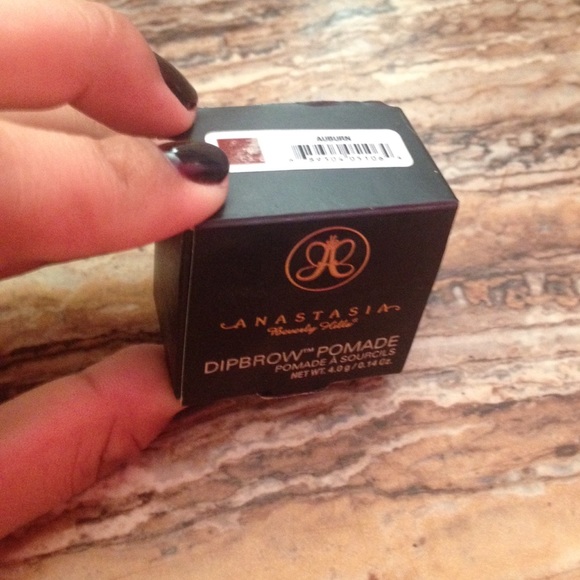 AUBURN
ANASTASIA
Beverly Hills®
DIPBROW™ POMADE
POMADE À SOURCILS
NET WT. 4.0 g / 0.14 Oz.